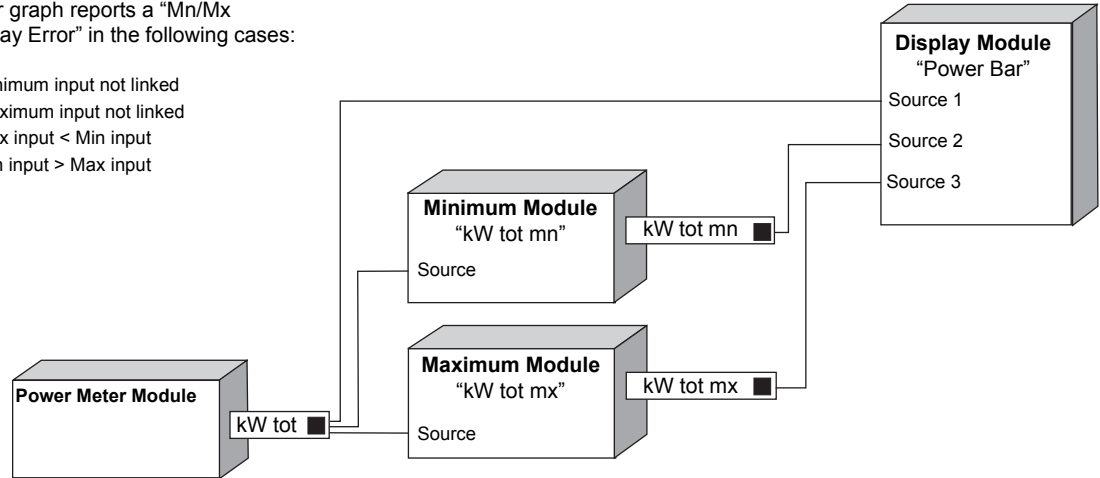 r graph reports a “Mn/Mx
ay Error” in the following cases:
nimum input not linked
ximum input not linked
x input < Min input
n input > Max input
Display Module
“Power Bar”
Source 1
Source 2
Source 3
Minimum Module
“kW tot mn”
Source
kW tot mn
Maximum Module
“kW tot mx”
Source
kW tot mx
Power Meter Module
kW tot